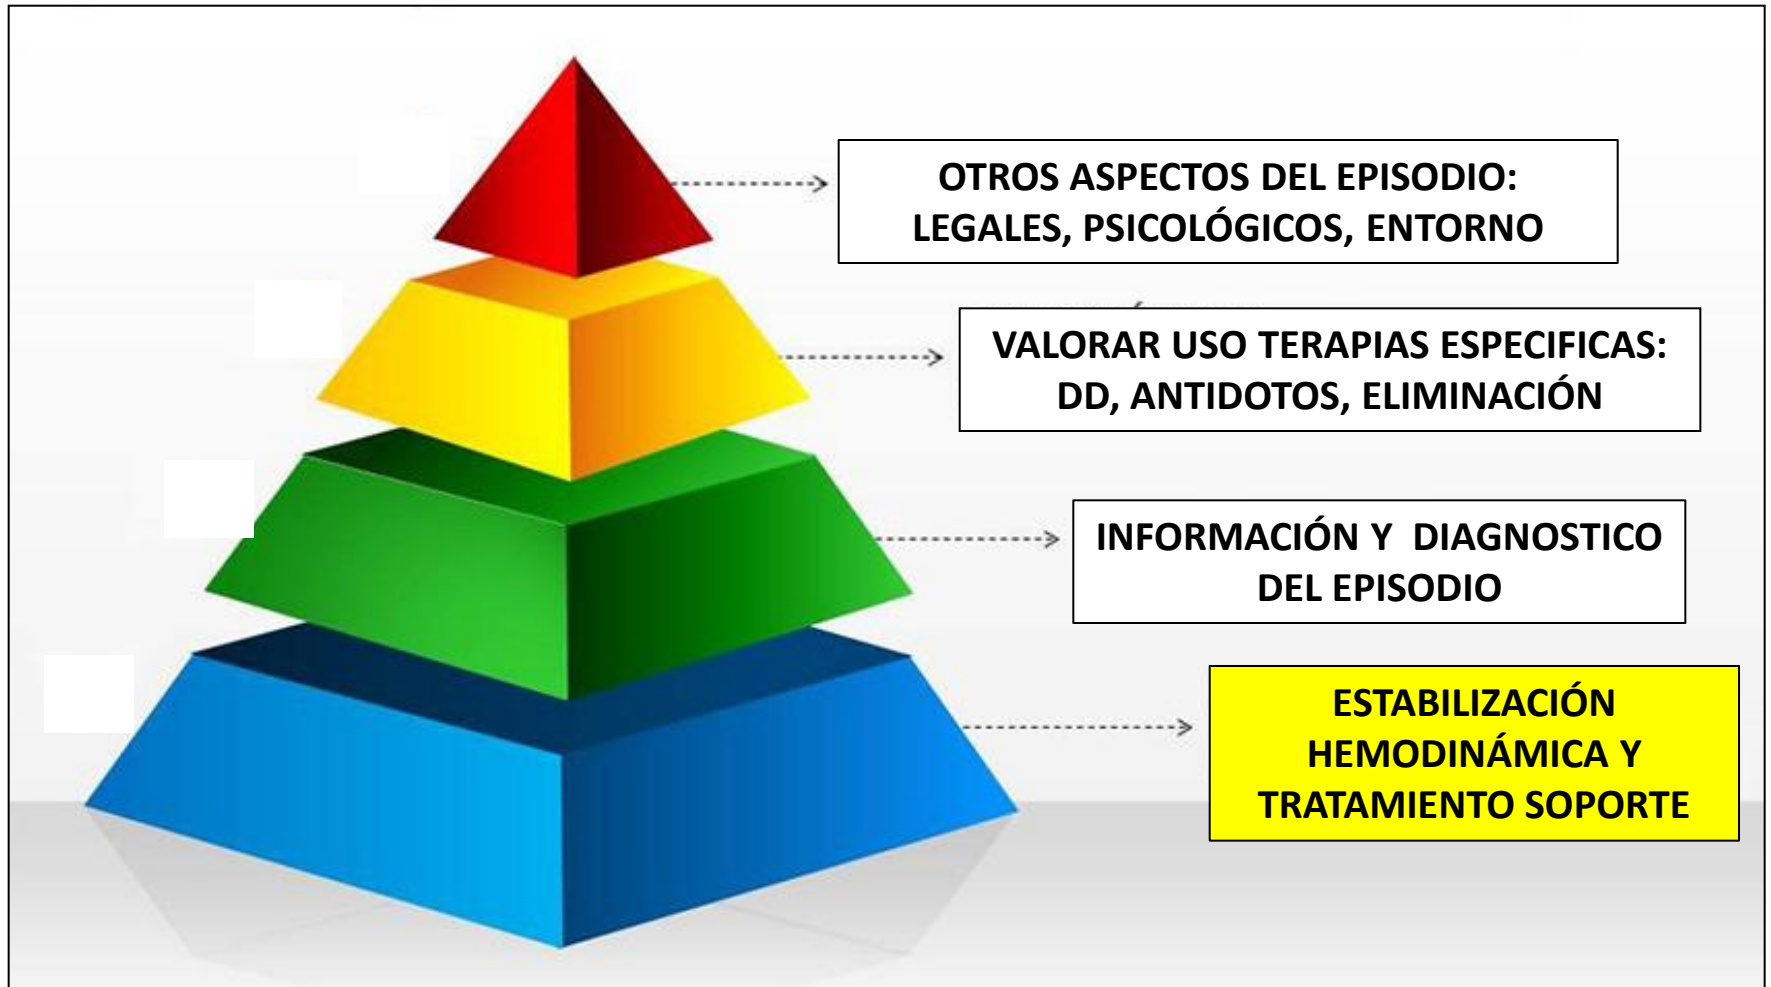 OTROS ASPECTOS DEL EPISODIO:
LEGALES, PSICOLÓGICOS, ENTORNO
VALORAR USO TERAPIAS ESPECIFICAS:
DD, ANTIDOTOS, ELIMINACIÓN
INFORMACIÓN Y DIAGNOSTICO
DEL EPISODIO
ESTABILIZACIÓN
HEMODINÁMICA Y
TRATAMIENTO SOPORTE